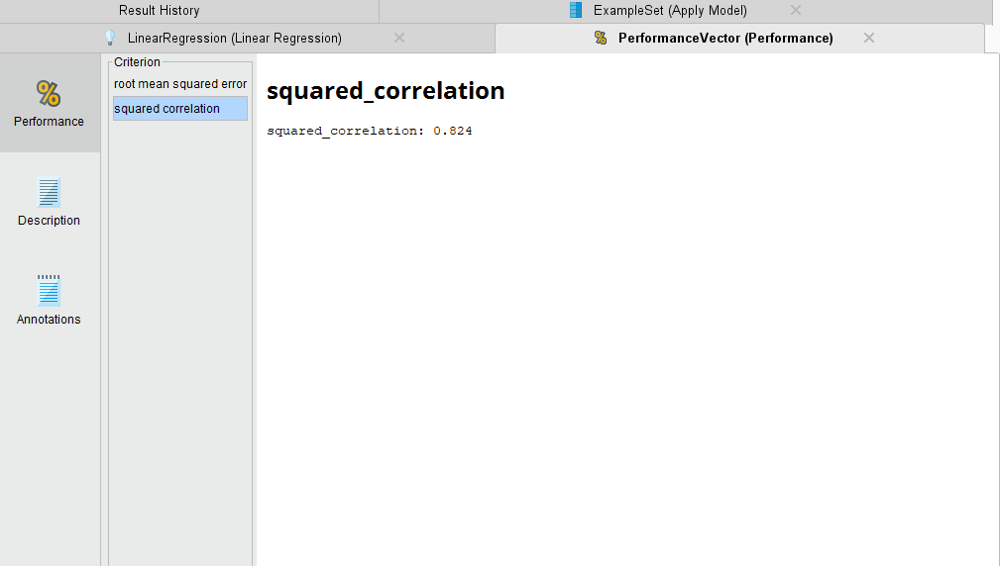 Result History
ExampleSet (Apply Model)
LinearRegression (Linear Regression)
PerformanceVector (Performance)
Performance
Description
Annotations
Criterion
root mean squared error
squared correlation
squared_correlation
squared_correlation: 0.824